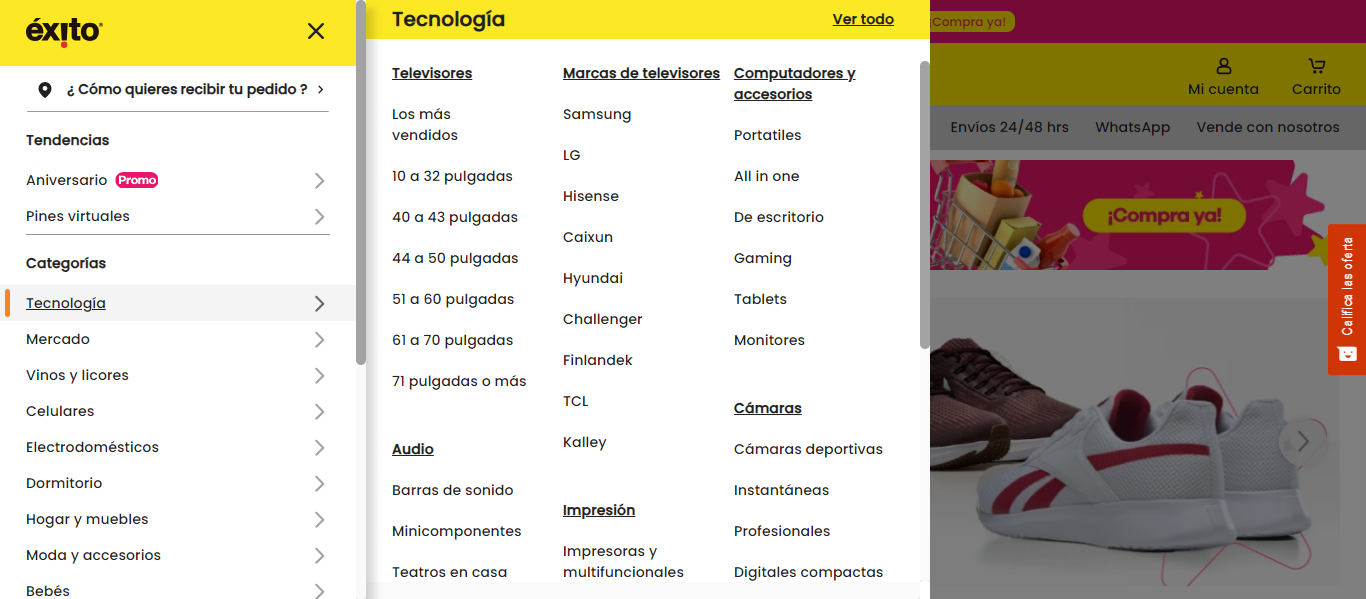 éxito
¿ Cómo quieres recibir tu pedido ?
Tendencias
Aniversario Promo
Pines virtuales
Categorías
Tecnología
Mercado
Vinos y licores
Celulares
Electrodomésticos
Dormitorio
Hogar y muebles
Moda y accesorios
Bebés
Tecnología
Ver todo
Televisores
Los más
vendidos
10 a 32 pulgadas
40 a 43 pulgadas
44 a 50 pulgadas
51 a 60 pulgadas
61 a 70 pulgadas
71 pulgadas o más
Audio
Barras de sonido
Minicomponentes
Teatros en casa
Marcas de televisores
Samsung
LG
Hisense
Caixun
Hyundai
Challenger
Finlandek
TCL
Kalley
Impresión
Impresoras y
multifuncionales
Computadores y
accesorios
Portatiles
All in one
De escritorio
Gaming
Tablets
Monitores
Cámaras
Cámaras deportivas
Instantáneas
Profesionales
Digitales compactas
¡Compra ya!
Mi cuenta
Carrito
Envíos 24/48 hrs
WhatsApp
Vende con nosotros
¡Compra ya!
Califica las oferta